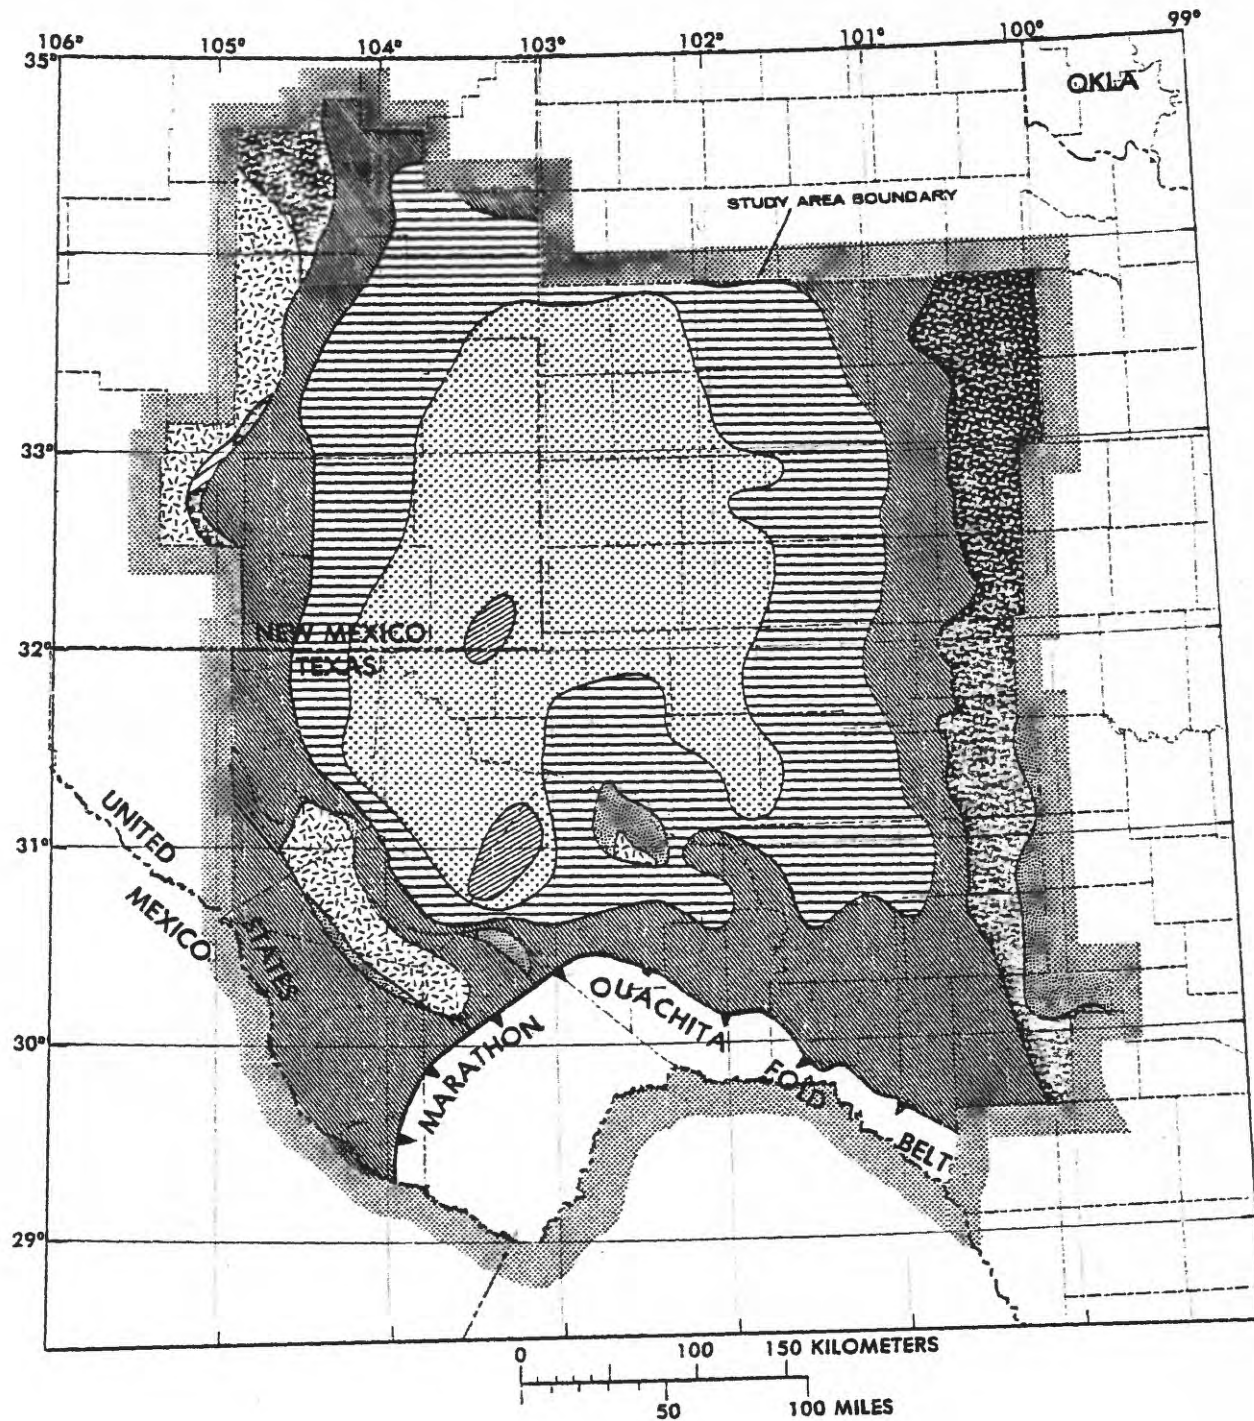 106° 105° 104° 103° 102° 101° 100° 99°
35°
OKLA
STUDY AREA BOUNDARY
33°
NEW MEXICO
32°
TEXAS
31°
UNITED
STATES
MEXICO
30°
MARATHON
OUACHITA
FOLD
BELT
29°
0 100 150 KILOMETERS
50 100 MILES